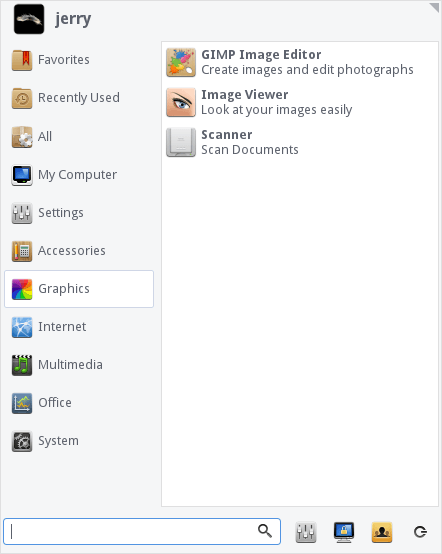 jerry
Favorites
Recently Used
All
My Computer
Settings
Accessories
Graphics
Internet
Multimedia
Office
System
GIMP Image Editor
Create images and edit photographs
Image Viewer
Look at your images easily
Scanner
Scan Documents